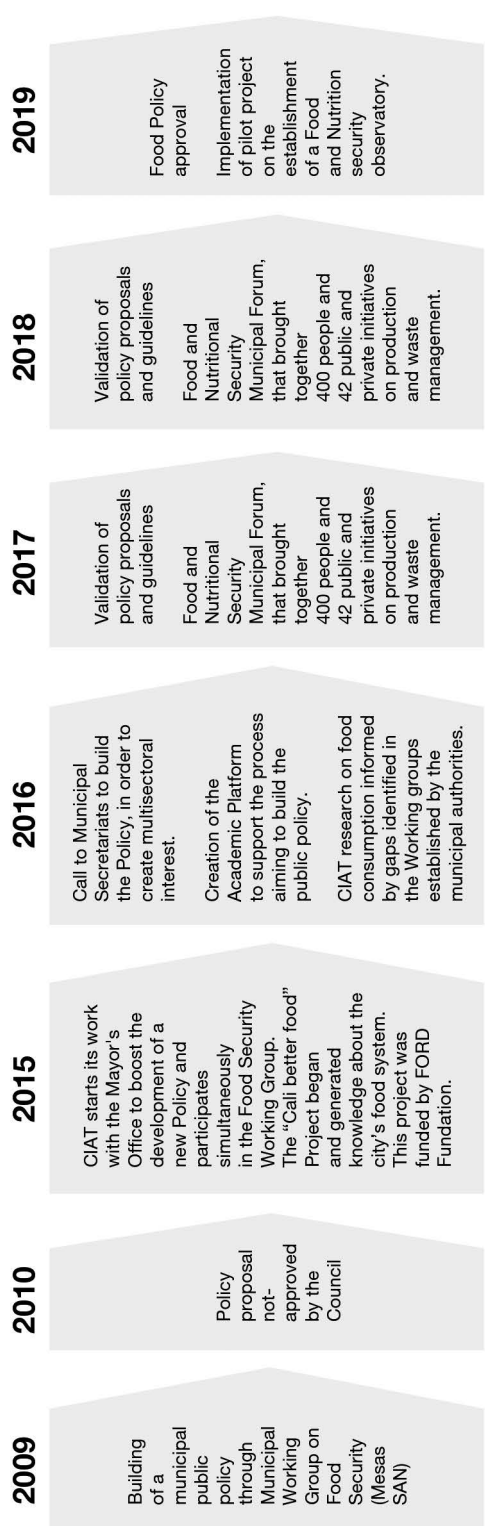 2009
Building
of a
municipal
public
policy
through
Municipal
Working
Group on
Food
Security
(Mesas
SAN)
2010
Policy
proposal
not-
approved
by the
Council
2015
CIAT starts its work
with the Mayor's
Office to boost the
development of a
new Policy and
participates
simultaneously
in the Food Security
Working Group.
The “Cali better food”
Project began
and generated
knowledge about the
city's food system.
This project was
funded by FORD
Fundation.
2016
Call to Municipal
Secretariats to build
the Policy, in order to
create multisectoral
interest.
Creation of the
Academic Platform
to support the process
aiming to build the
public policy.
CIAT research on food
consumption informed
by gaps identified in
the Working groups
established by the
municipal authorities.
2017
Validation of
policy proposals
and guidelines
Food and
Nutritional
Security
Municipal Forum,
that brought
together
400 people and
42 public and
private initiatives
on production
and waste
management.
2018
Validation of
policy proposals
and guidelines
Food and
Nutritional
Security
Municipal Forum,
that brought
together
400 people and
42 public and
private initiatives
on production
and waste
management.
2019
Food Policy
approval
Implementation
of pilot project
on the
establishment
of a Food
and Nutrition
security
observatory.